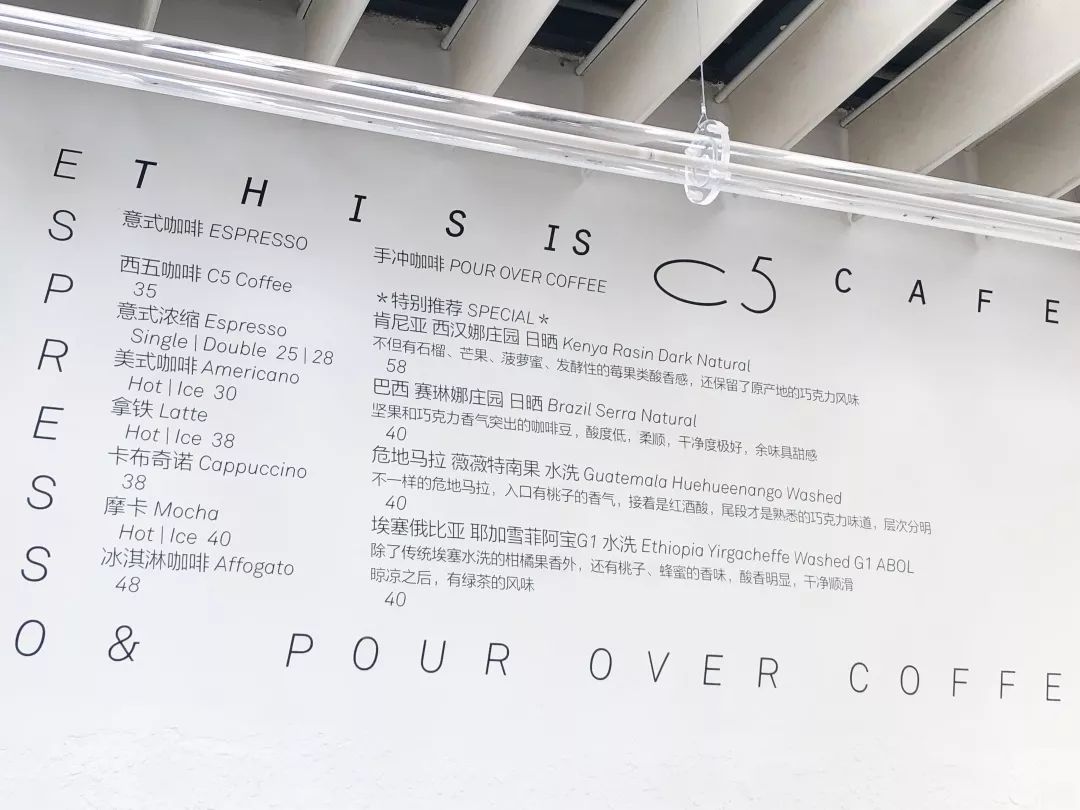 THIS IS C5 CAFE
意式咖啡 ESPRESSO
西五咖啡 C5 Coffee
35
意式浓缩 Espresso
Single | Double 25 | 28
美式咖啡 Americano
Hot | Ice 30
拿铁 Latte
Hot | Ice 38
卡布奇诺 Cappuccino
38
摩卡 Mocha
Hot | Ice 40
冰淇淋咖啡 Affogato
48
手冲咖啡 POUR OVER COFFEE
*特别推荐 SPECIAL*
肯尼亚 西汉娜庄园 日晒 Kenya Rasin Dark Natural
不但有石榴、芒果、菠萝蜜、发酵性的莓果类酸香感，还保留了原产地的巧克力风味
58
巴西 赛琳娜庄园 日晒 Brazil Serra Natural
坚果和巧克力香气突出的咖啡豆，酸度低，柔顺，干净度极好，余味具甜感
40
危地马拉 薇薇特南果 水洗 Guatemala Huehueenango Washed
不一样的危地马拉，入口有桃子的香气，接着是红酒酸，尾段才是熟悉的巧克力味道，层次分明
40
埃塞俄比亚 耶加雪菲阿宝G1 水洗 Ethiopia Yirgacheffe Washed G1 ABOL
除了传统埃塞水洗的柑橘果香外，还有桃子、蜂蜜的香味，酸香明显，干净顺滑
晾凉之后，有绿茶的风味
40
ESPRESSO & POUR OVER COFFE